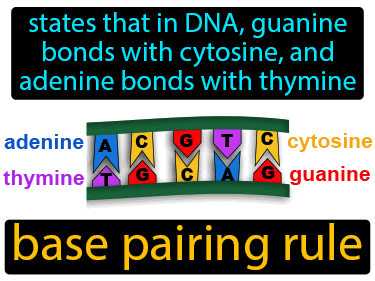 states that in DNA, guanine
bonds with cytosine, and
adenine bonds with thymine
adenine A C G T C cytosine
thymine T G C A G guanine
base pairing rule